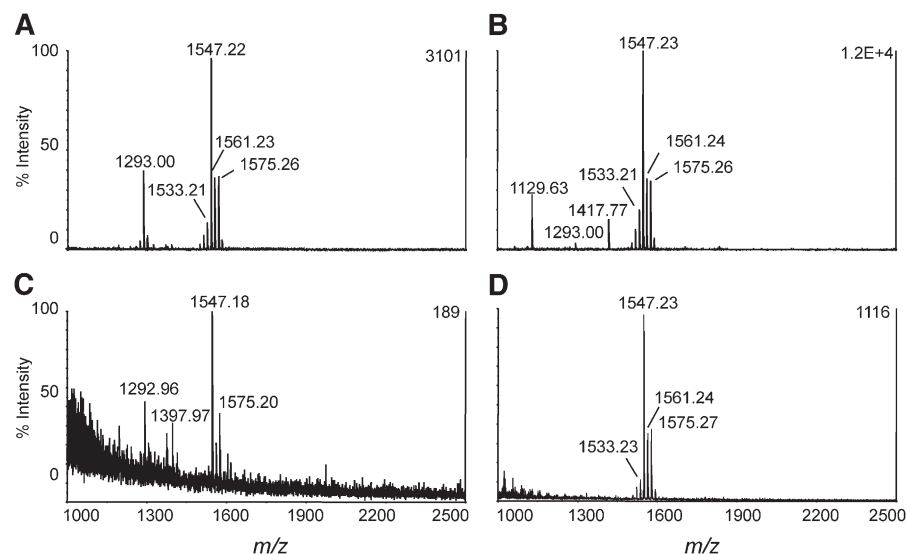 A
100
1547.22
3101
% Intensity
50
1561.23
1293.00
1575.26
1533.21
0
B
1547.23
1.2E+4
1561.24
1533.21
1575.26
1129.63
1417.77
1293.00
C
100
1547.18
189
% Intensity
50
1292.96
1397.97
1575.20
0
1000 1300 1600 1900 2200 2500
m/z
D
1547.23
1116
1561.24
1575.27
1533.23
1000 1300 1600 1900 2200 2500
m/z